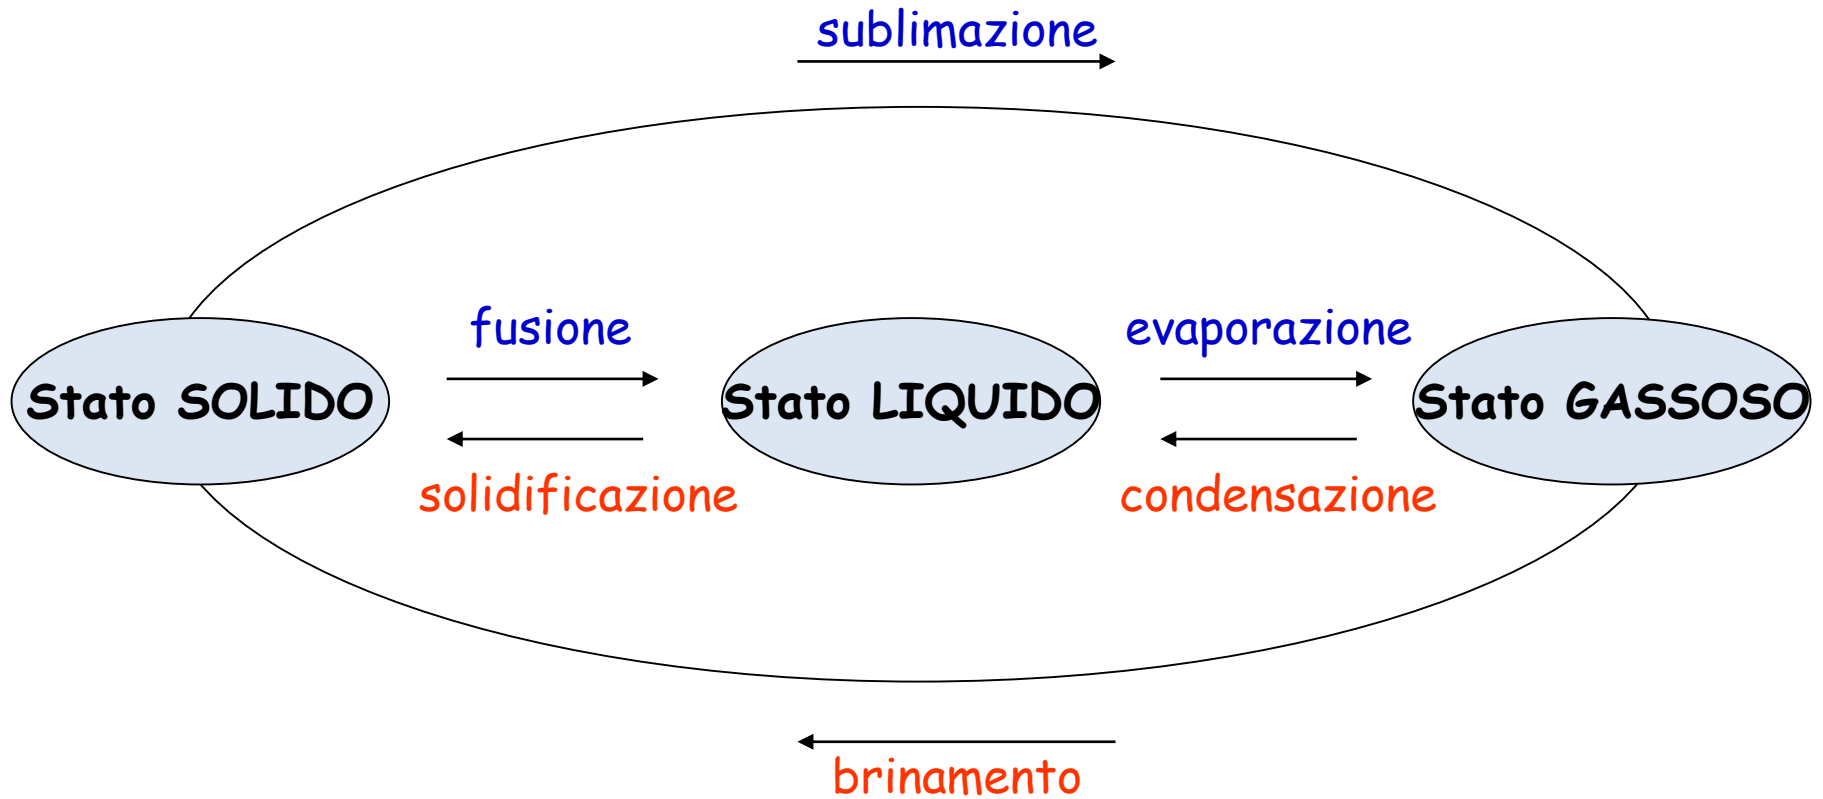 sublimazione
fusione
evaporazione
Stato SOLIDO
Stato LIQUIDO
Stato GASSOSO
solidificazione
condensazione
brinamento